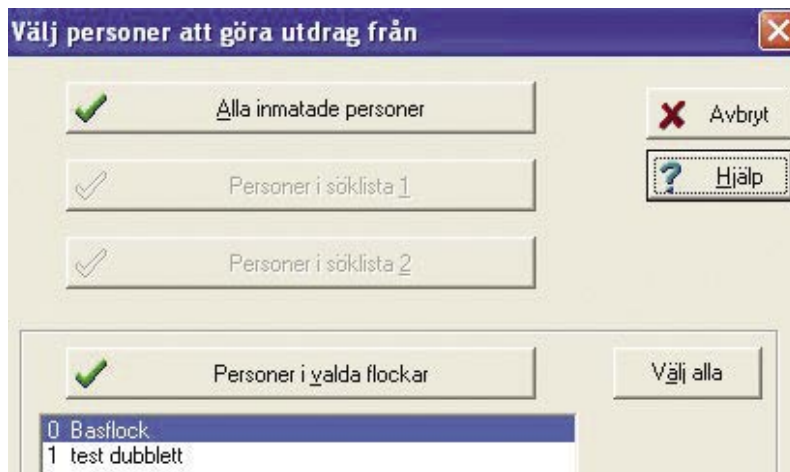 Välj personer att göra utdrag från
Alla inmatade personer
Avbryt
Personer i söklista 1
Hjälp
Personer i söklista 2
Personer i valda flockar
Välj alla
0 Basflock
1 test dubblett